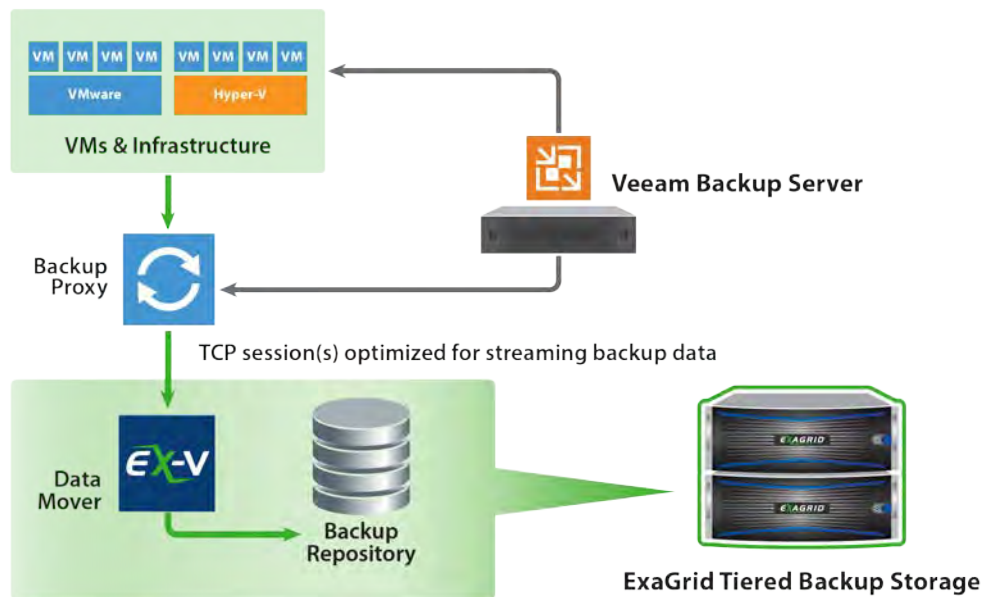 VM VM VM VM VM VM VM VM
VMware Hyper-V
VMs & Infrastructure
Veeam Backup Server
Backup
Proxy
TCP session(s) optimized for streaming backup data
EX-V
Data
Mover
Backup
Repository
EXAGRID
EXAGRID
ExaGrid Tiered Backup Storage